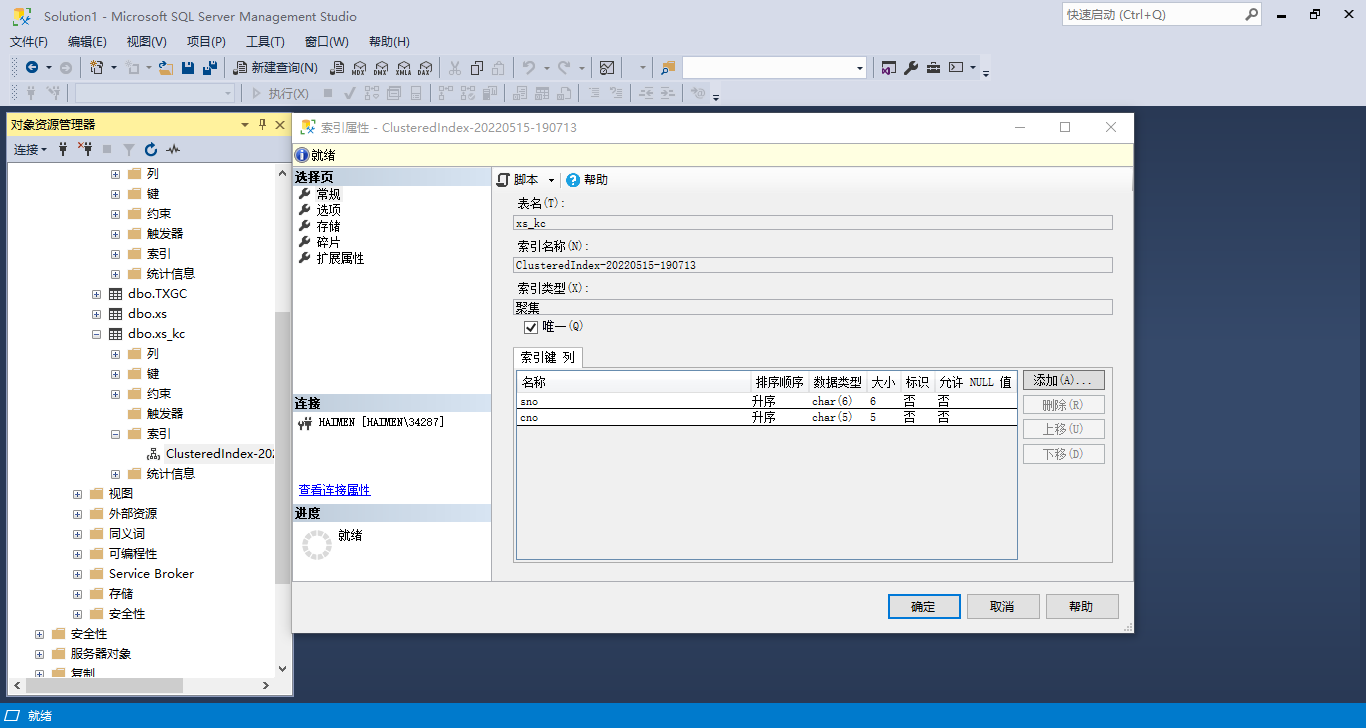 Solution1 - Microsoft SQL Server Management Studio
快速启动 (Ctrl+Q)
文件(F) 编辑(E) 视图(V) 项目(P) 工具(T) 窗口(W) 帮助(H)
新建查询(N) MDX DMX XMLA DAX
执行(X)
对象资源管理器
连接
列
键
约束
触发器
索引
统计信息
dbo.TXGC
dbo.xs
dbo.xs_kc
列
键
约束
触发器
索引
ClusteredIndex-202
统计信息
视图
外部资源
同义词
可编程性
Service Broker
存储
安全性
安全性
服务器对象
复制
索引属性 - ClusteredIndex-20220515-190713
就绪
选择页
常规
选项
存储
碎片
扩展属性
连接
HAIMEN [HAIMEN\34287]
查看连接属性
进度
就绪
脚本 帮助
表名(T):
xs_kc
索引名称(N):
ClusteredIndex-20220515-190713
索引类型(X):
聚集
唯一(Q)
索引键 列
名称 排序顺序 数据类型 大小 标识 允许 NULL 值
sno 升序 char(6) 6 否 否
cno 升序 char(5) 5 否 否
添加(A)...
删除(R)
上移(U)
下移(D)
确定 取消 帮助
就绪